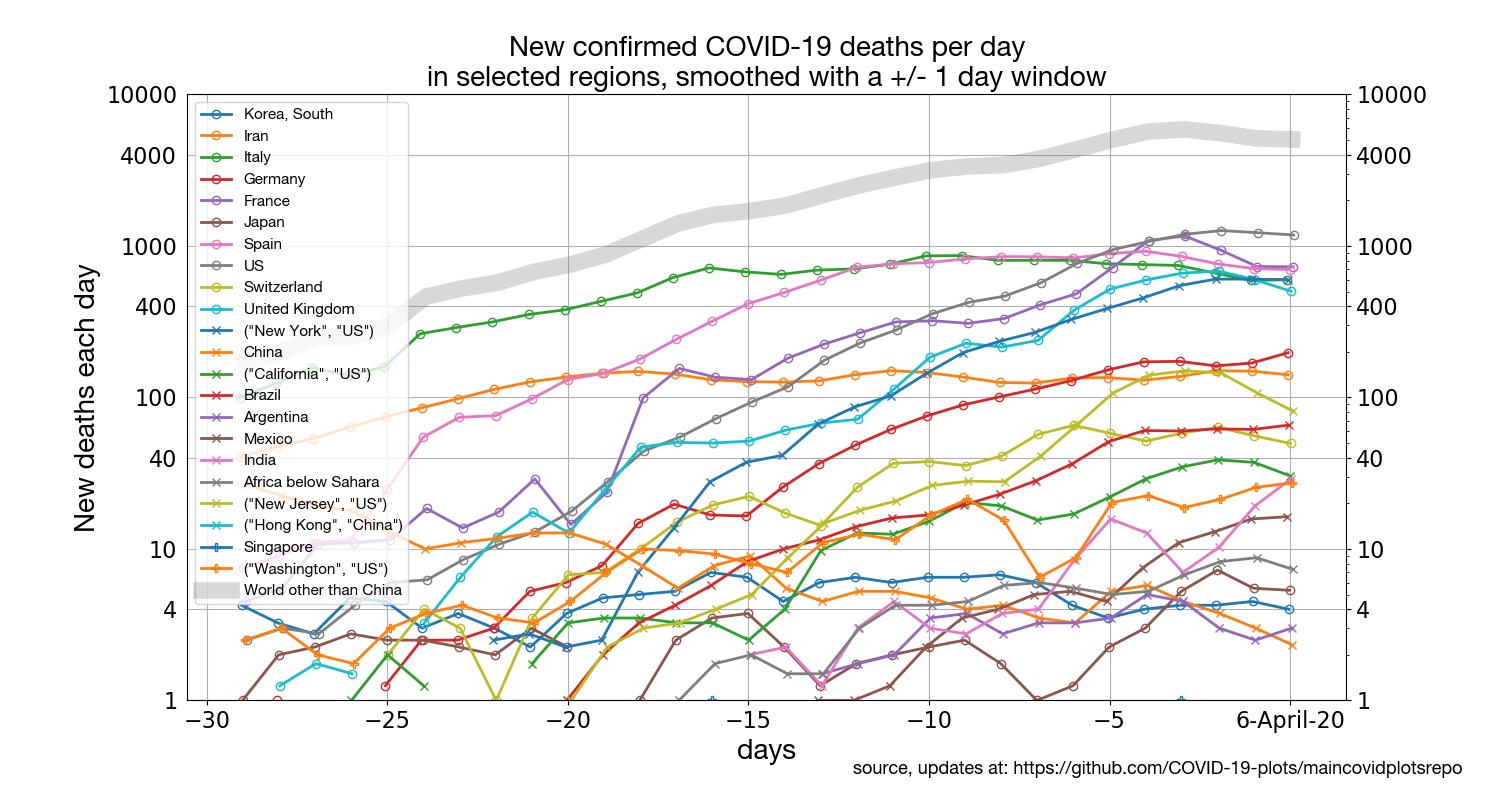 New confirmed COVID-19 deaths per day
in selected regions, smoothed with a +/- 1 day window
10000
4000
1000
400
100
40
10
4
1
New deaths each day
Korea, South
Iran
Italy
Germany
France
Japan
Spain
US
Switzerland
United Kingdom
("New York", "US")
China
("California", "US")
Brazil
Argentina
Mexico
India
Africa below Sahara
("New Jersey", "US")
("Hong Kong", "China")
Singapore
("Washington", "US")
World other than China
10000
4000
1000
400
100
40
10
4
1
−30 −25 −20 −15 −10 −5 6-April-20
days
source, updates at: https://github.com/COVID-19-plots/maincovidplotsrepo